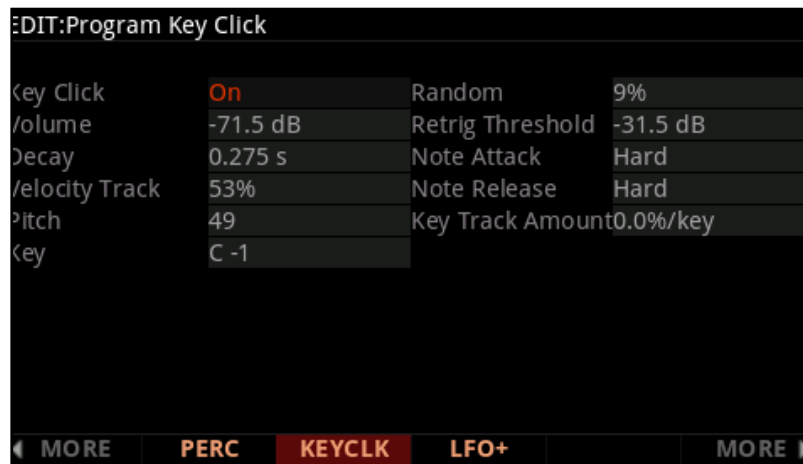 EDIT:Program Key Click
Key Click On Random 9%
Volume -71.5 dB Retrig Threshold -31.5 dB
Decay 0.275 s Note Attack Hard
Velocity Track 53% Note Release Hard
Pitch 49 Key Track Amount 0.0%/key
Key C -1
MORE PERC KEYCLK LFO+ MORE